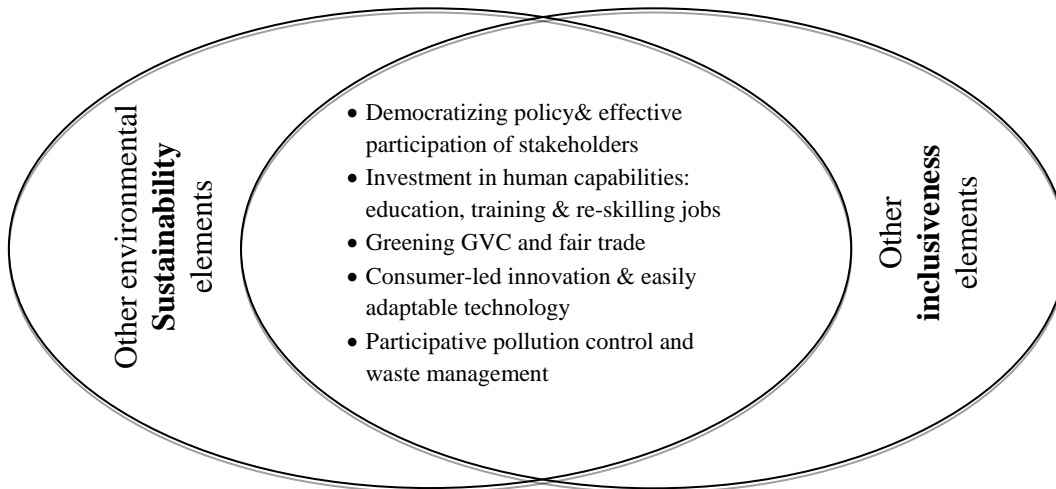 Other environmental
Sustainability
elements
• Democratizing policy& effective
participation of stakeholders
• Investment in human capabilities:
education, training & re-skilling jobs
• Greening GVC and fair trade
• Consumer-led innovation & easily
adaptable technology
• Participative pollution control and
waste management
Other
inclusiveness
elements